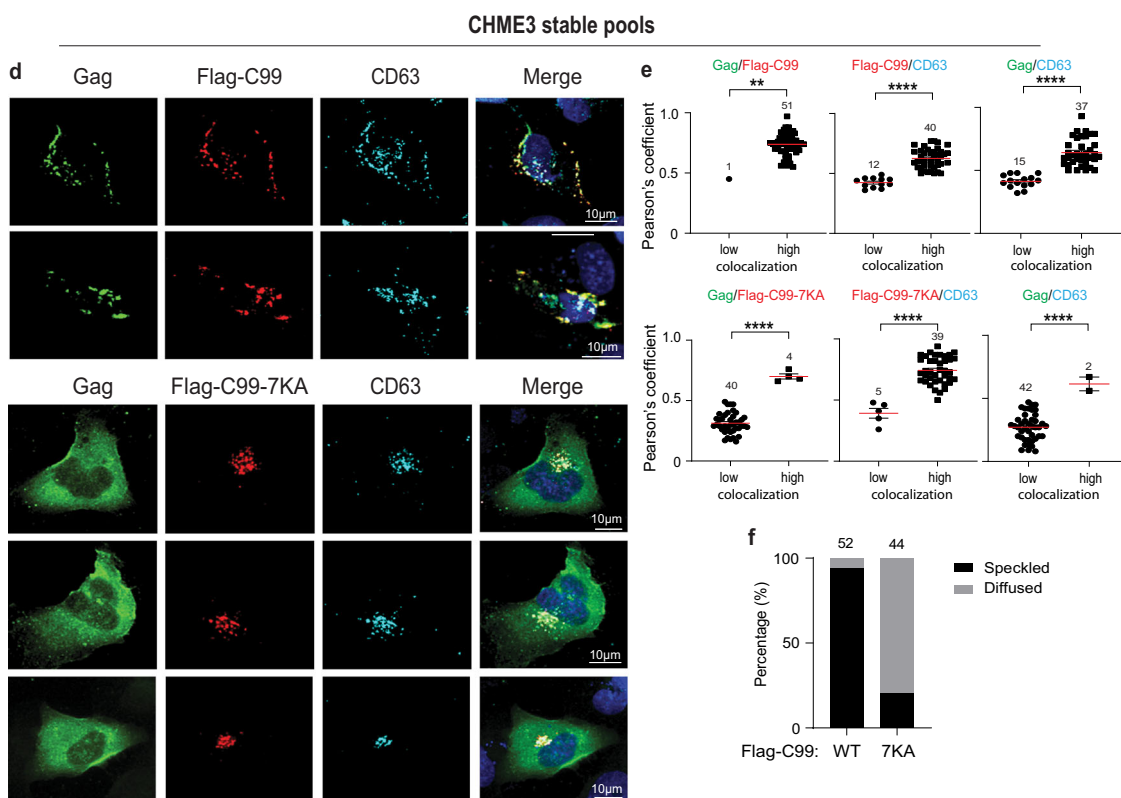 CHME3 stable pools
d
Gag Flag-C99 CD63 Merge
10µm
10µm
Gag Flag-C99-7KA CD63 Merge
10µm
10µm
10µm
e
Gag/Flag-C99 Flag-C99/CD63 Gag/CD63
** **** ****
Pearson's coefficient
1.0
0.5
0
1 51 12 40 15 37
low high low high low high
colocalization colocalization colocalization
Gag/Flag-C99-7KA Flag-C99-7KA/CD63 Gag/CD63
**** **** ****
Pearson's coefficient
1.0
0.5
0
40 4 5 39 42 2
low high low high low high
colocalization colocalization colocalization
f
52 44
Percentage (%)
100
50
0
Speckled
Diffused
Flag-C99: WT 7KA